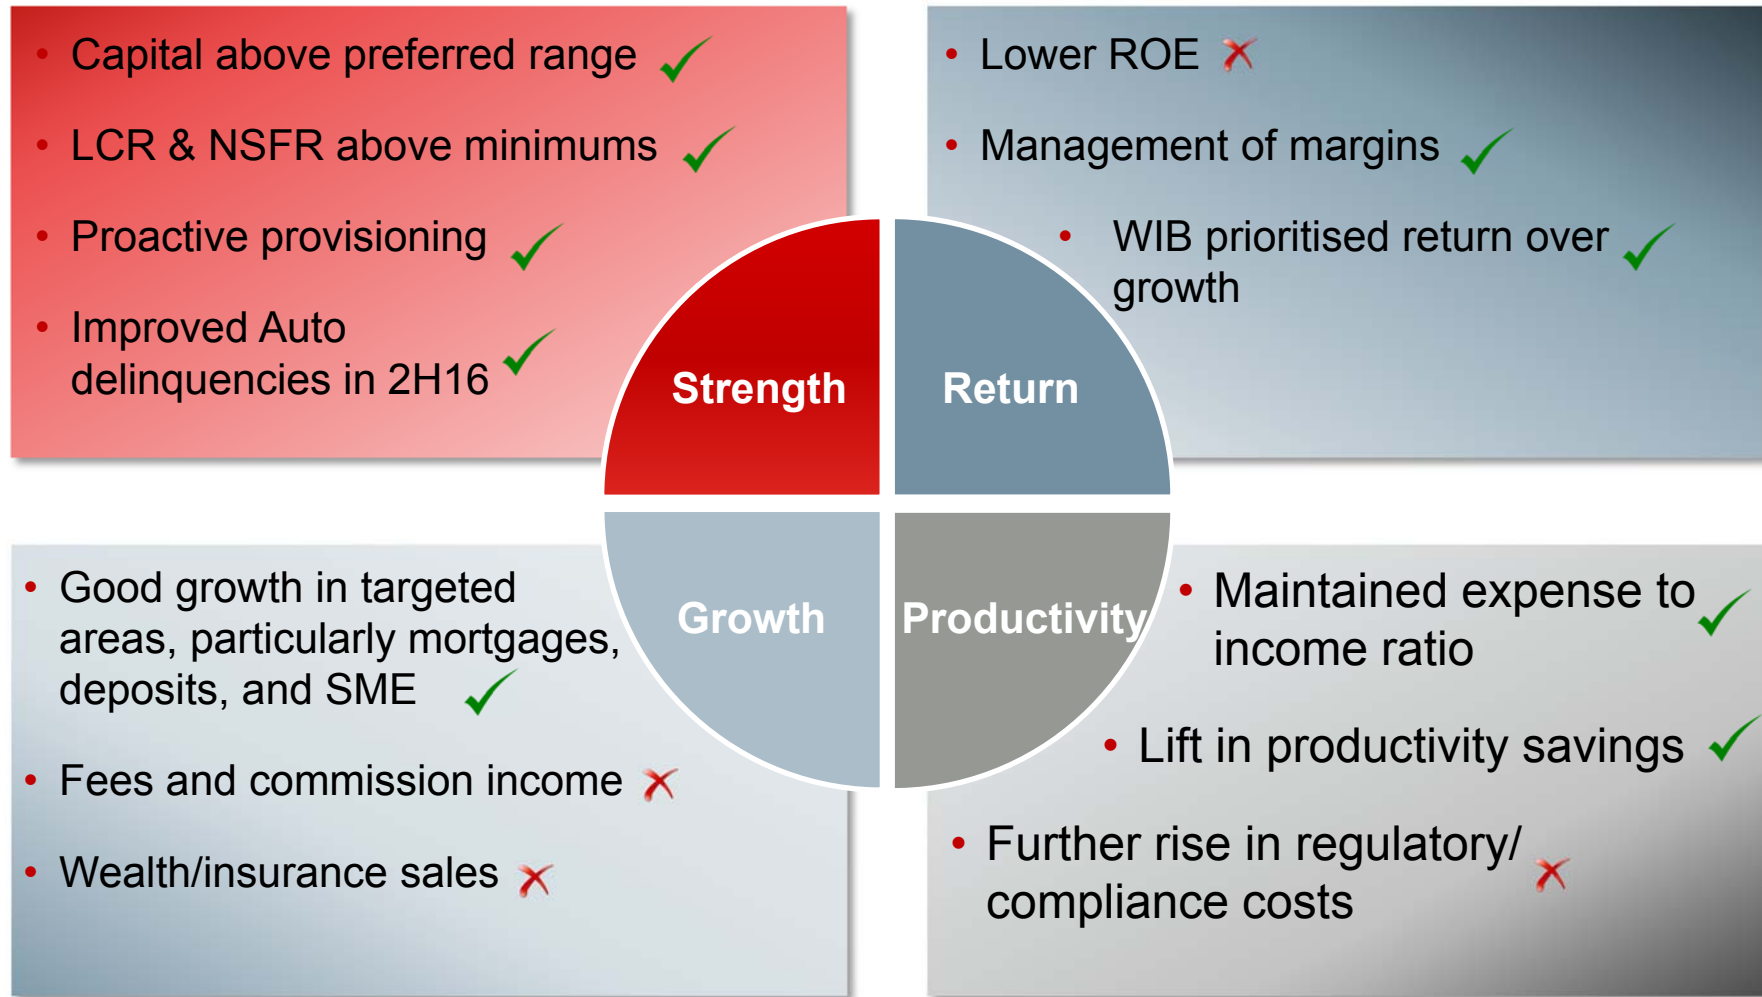 • Capital above preferred range
• LCR & NSFR above minimums
• Proactive provisioning
• Improved Auto
delinquencies in 2H16
Strength
• Lower ROE
• Management of margins
• WIB prioritised return over
growth
Return
• Good growth in targeted
areas, particularly mortgages,
deposits, and SME
• Fees and commission income
• Wealth/insurance sales
Growth
Productivity
• Maintained expense to
income ratio
• Lift in productivity savings
• Further rise in regulatory/
compliance costs